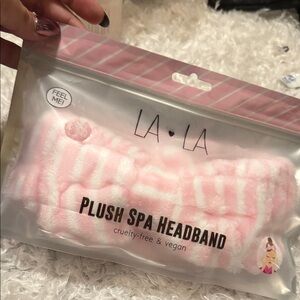 FEEL
ME!
LA♥LA
PLUSH SPA HEADBAND
cruelty-free & vegan